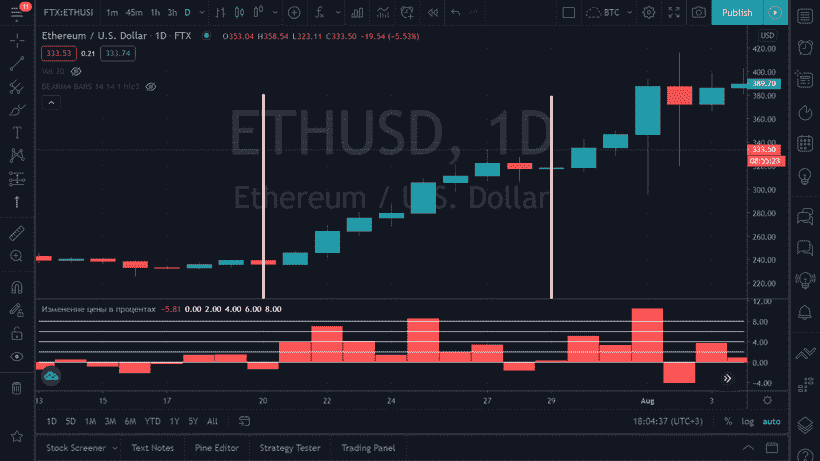 11
FTX:ETHUSI
1m 45m 1h 3h D
BTC
Publish
Ethereum / U.S. Dollar · 1D · FTX
O353.04 H358.54 L323.11 C333.50 −19.54 (−5.53%)
USD
333.53 0.21 333.74
Vol 20
BEARM4 BARS 14 14 1 hlc3
ETHUSD, 1D
Ethereum / U.S. Dollar
420.00
400.00
389.70
380.00
360.00
340.00
333.50
08:55:23
300.00
280.00
260.00
240.00
220.00
Изменение цены в процентах −5.81 0.00 2.00 4.00 6.00 8.00
12.00
8.00
4.00
0.00
−4.00
13 15 17 20 22 24 27 29 Aug 3
1D 5D 1M 3M 6M YTD 1Y 5Y All
18:04:37 (UTC+3) % log auto
Stock Screener Text Notes Pine Editor Strategy Tester Trading Panel